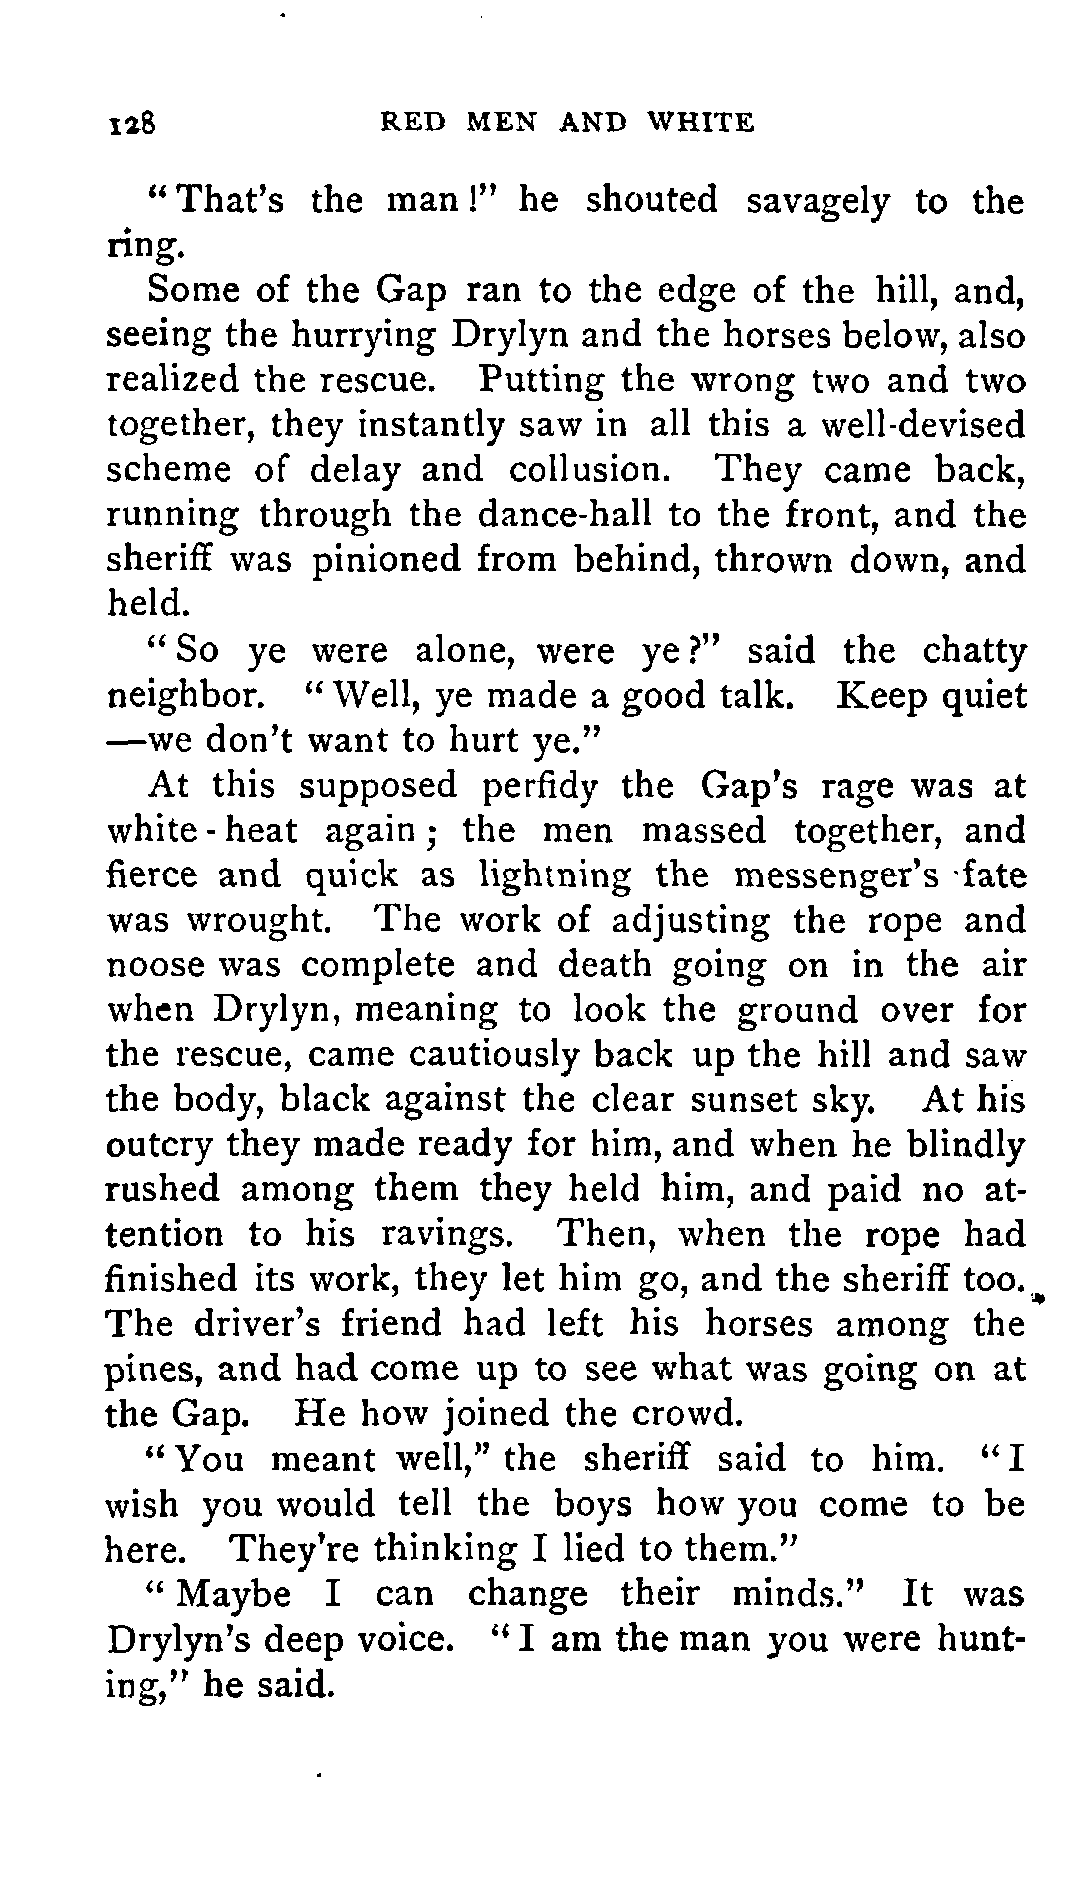 128 RED MEN AND WHITE
"That's the man!" he shouted savagely to the
ring.
Some of the Gap ran to the edge of the hill, and,
seeing the hurrying Drylyn and the horses below, also
realized the rescue. Putting the wrong two and two
together, they instantly saw in all this a well-devised
scheme of delay and collusion. They came back,
running through the dance-hall to the front, and the
sheriff was pinioned from behind, thrown down, and
held.
"So ye were alone, were ye?" said the chatty
neighbor. "Well, ye made a good talk. Keep quiet
—we don't want to hurt ye."
At this supposed perfidy the Gap's rage was at
white-heat again; the men massed together, and
fierce and quick as lightning the messenger's fate
was wrought. The work of adjusting the rope and
noose was complete and death going on in the air
when Drylyn, meaning to look the ground over for
the rescue, came cautiously back up the hill and saw
the body, black against the clear sunset sky. At his
outcry they made ready for him, and when he blindly
rushed among them they held him, and paid no at-
tention to his ravings. Then, when the rope had
finished its work, they let him go, and the sheriff too.
The driver's friend had left his horses among the
pines, and had come up to see what was going on at
the Gap. He how joined the crowd.
"You meant well," the sheriff said to him. "I
wish you would tell the boys how you come to be
here. They're thinking I lied to them."
"Maybe I can change their minds." It was
Drylyn's deep voice. "I am the man you were hunt-
ing," he said.